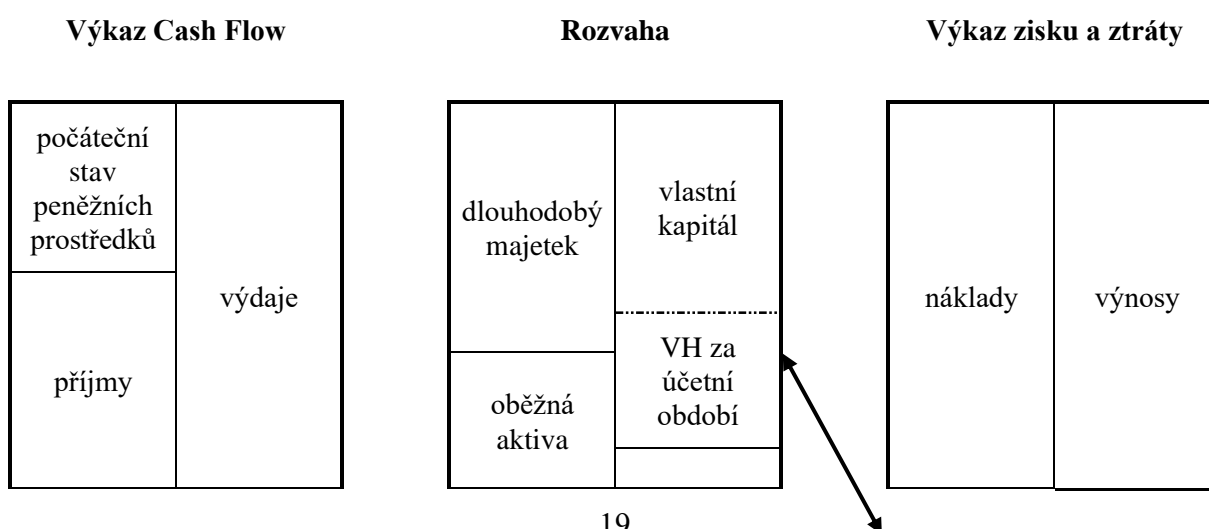 Výkaz Cash Flow
Rozvaha
Výkaz zisku a ztráty
počáteční
stav
peněžních
prostředků
příjmy
výdaje
dlouhodobý
majetek
oběžná
aktiva
vlastní
kapitál
VH za
účetní
období
náklady
výnosy
19